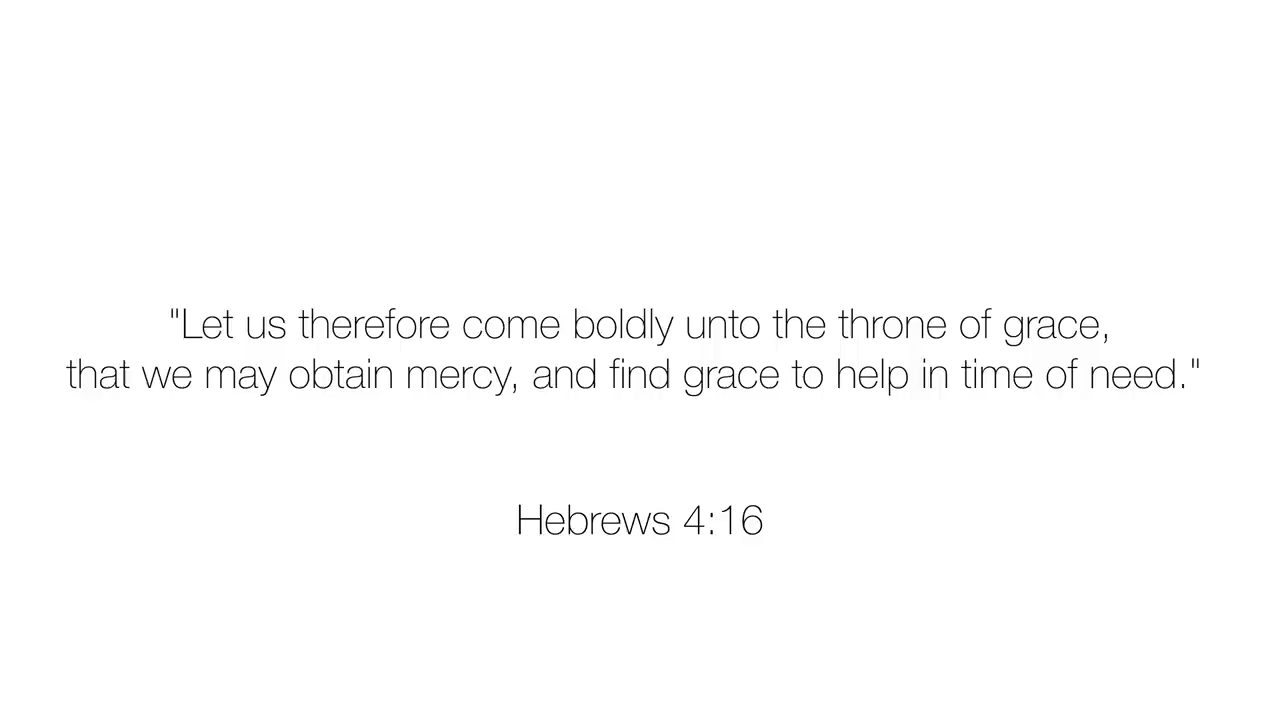 "Let us therefore come boldly unto the throne of grace,
that we may obtain mercy, and find grace to help in time of need."
Hebrews 4:16